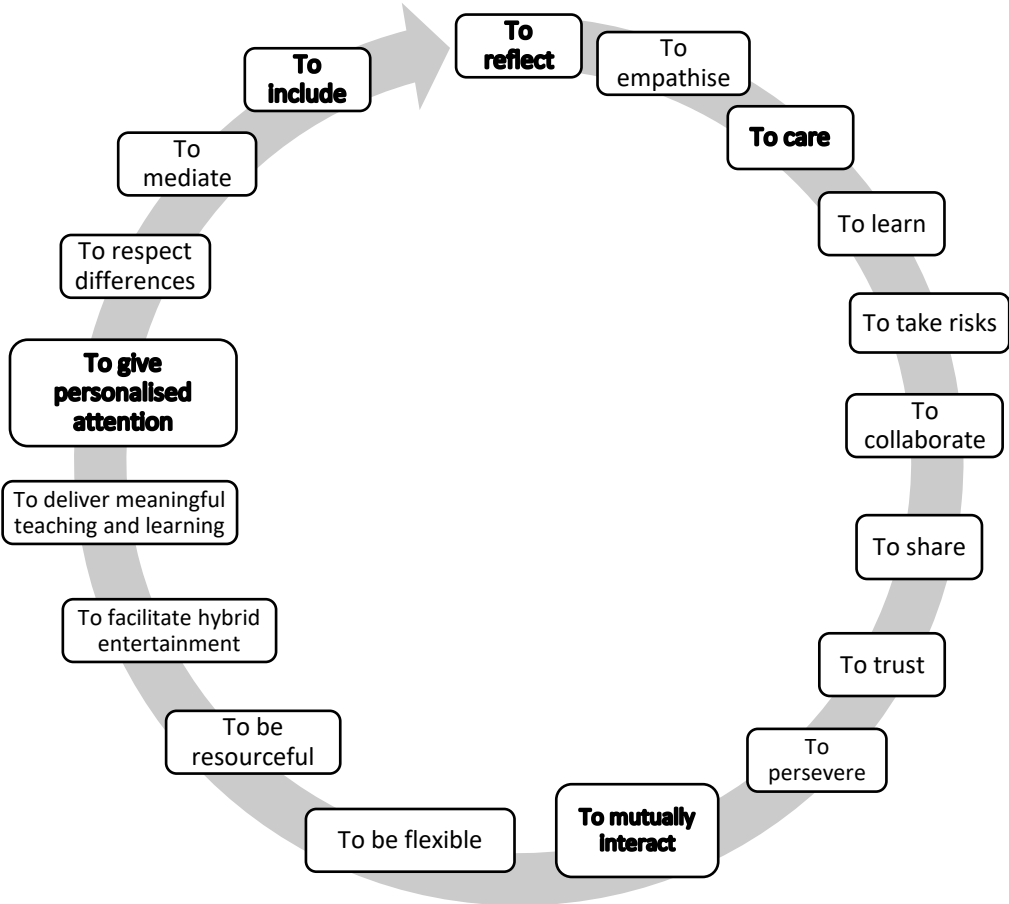 To
reflect
To
empathise
To care
To learn
To take risks
To
collaborate
To share
To trust
To
persevere
To mutually
interact
To be flexible
To be
resourceful
To facilitate hybrid
entertainment
To deliver meaningful
teaching and learning
To give
personalised
attention
To respect
differences
To
mediate
To
include